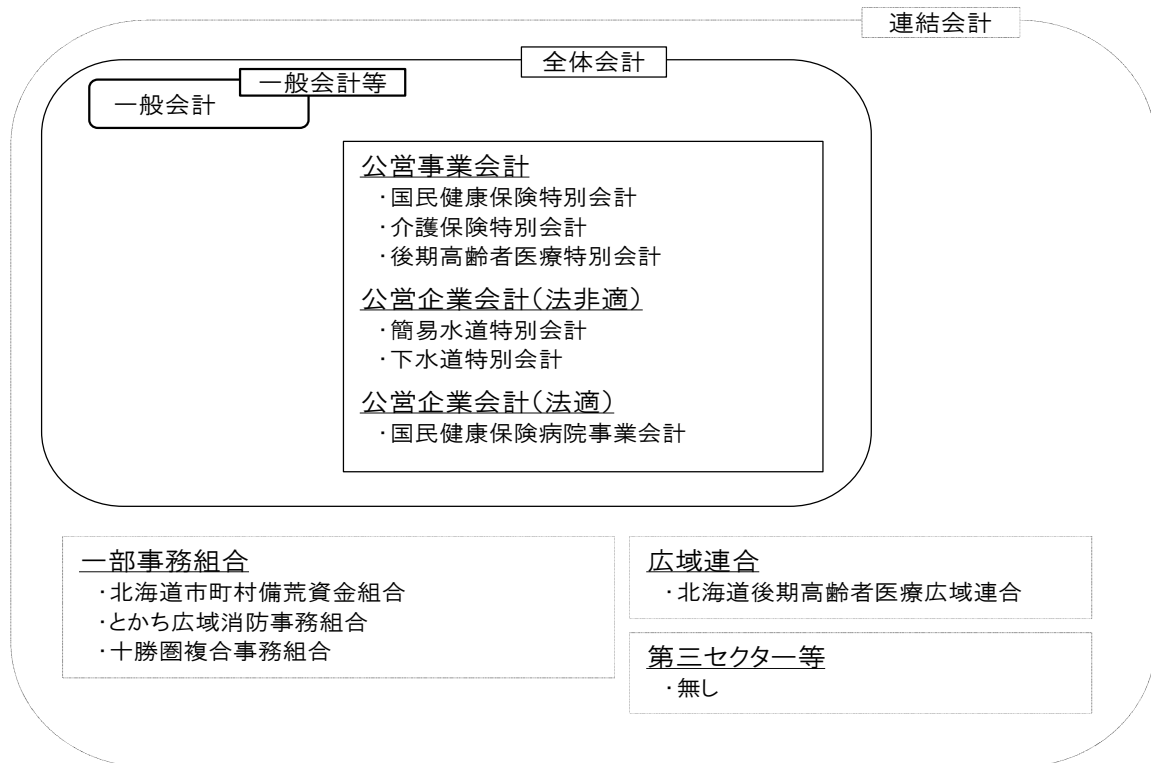 連結会計
全体会計
一般会計等
一般会計
公営事業会計
・国民健康保険特別会計
・介護保険特別会計
・後期高齢者医療特別会計
公営企業会計（法非適）
・簡易水道特別会計
・下水道特別会計
公営企業会計（法適）
・国民健康保険病院事業会計
一部事務組合
・北海道市町村備荒資金組合
・とかち広域消防事務組合
・十勝圏複合事務組合
広域連合
・北海道後期高齢者医療広域連合
第三セクター等
・無し